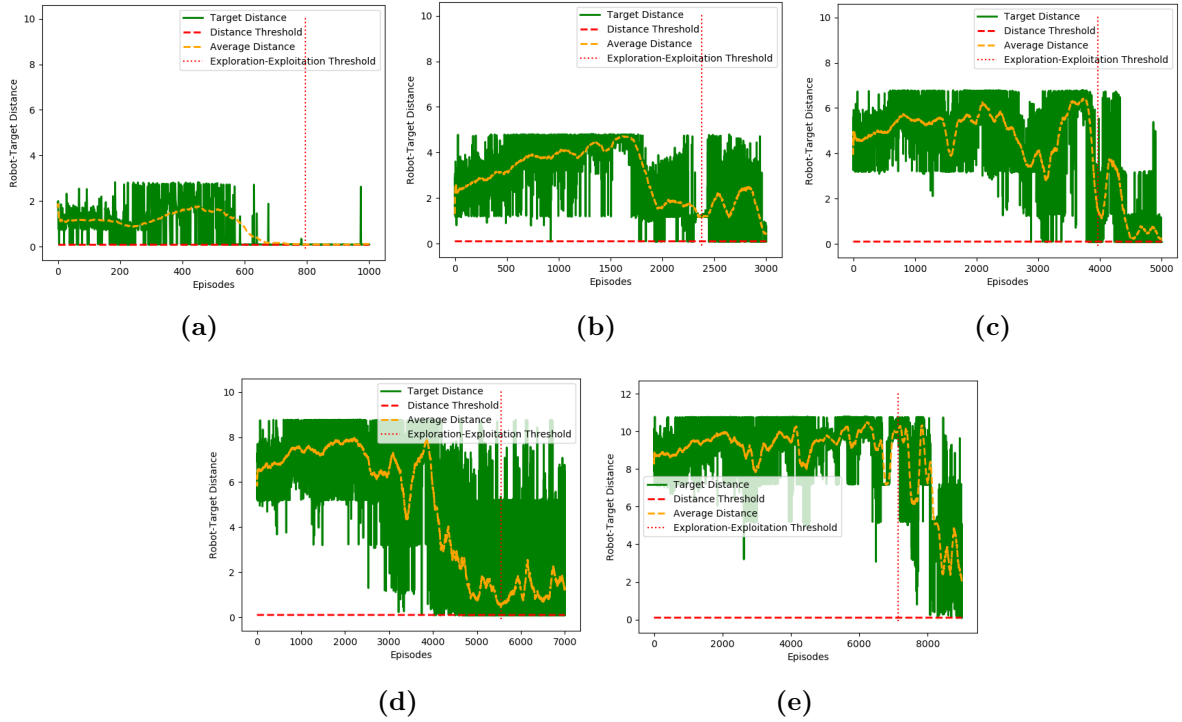 10
8
6
4
2
0
Robot-Target Distance
Target Distance
Distance Threshold
Average Distance
Exploration-Exploitation Threshold
0 200 400 600 800 1000
Episodes
(a)
10
8
6
4
2
0
Robot-Target Distance
Target Distance
Distance Threshold
Average Distance
Exploration-Exploitation Threshold
0 500 1000 1500 2000 2500 3000
Episodes
(b)
10
8
6
4
2
0
Robot-Target Distance
Target Distance
Distance Threshold
Average Distance
Exploration-Exploitation Threshold
0 1000 2000 3000 4000 5000
Episodes
(c)
10
8
6
4
2
0
Robot-Target Distance
Target Distance
Distance Threshold
Average Distance
Exploration-Exploitation Threshold
0 1000 2000 3000 4000 5000 6000 7000
Episodes
(d)
12
10
8
6
4
2
0
Robot-Target Distance
Target Distance
Distance Threshold
Average Distance
Exploration-Exploitation Threshold
0 2000 4000 6000 8000
Episodes
(e)